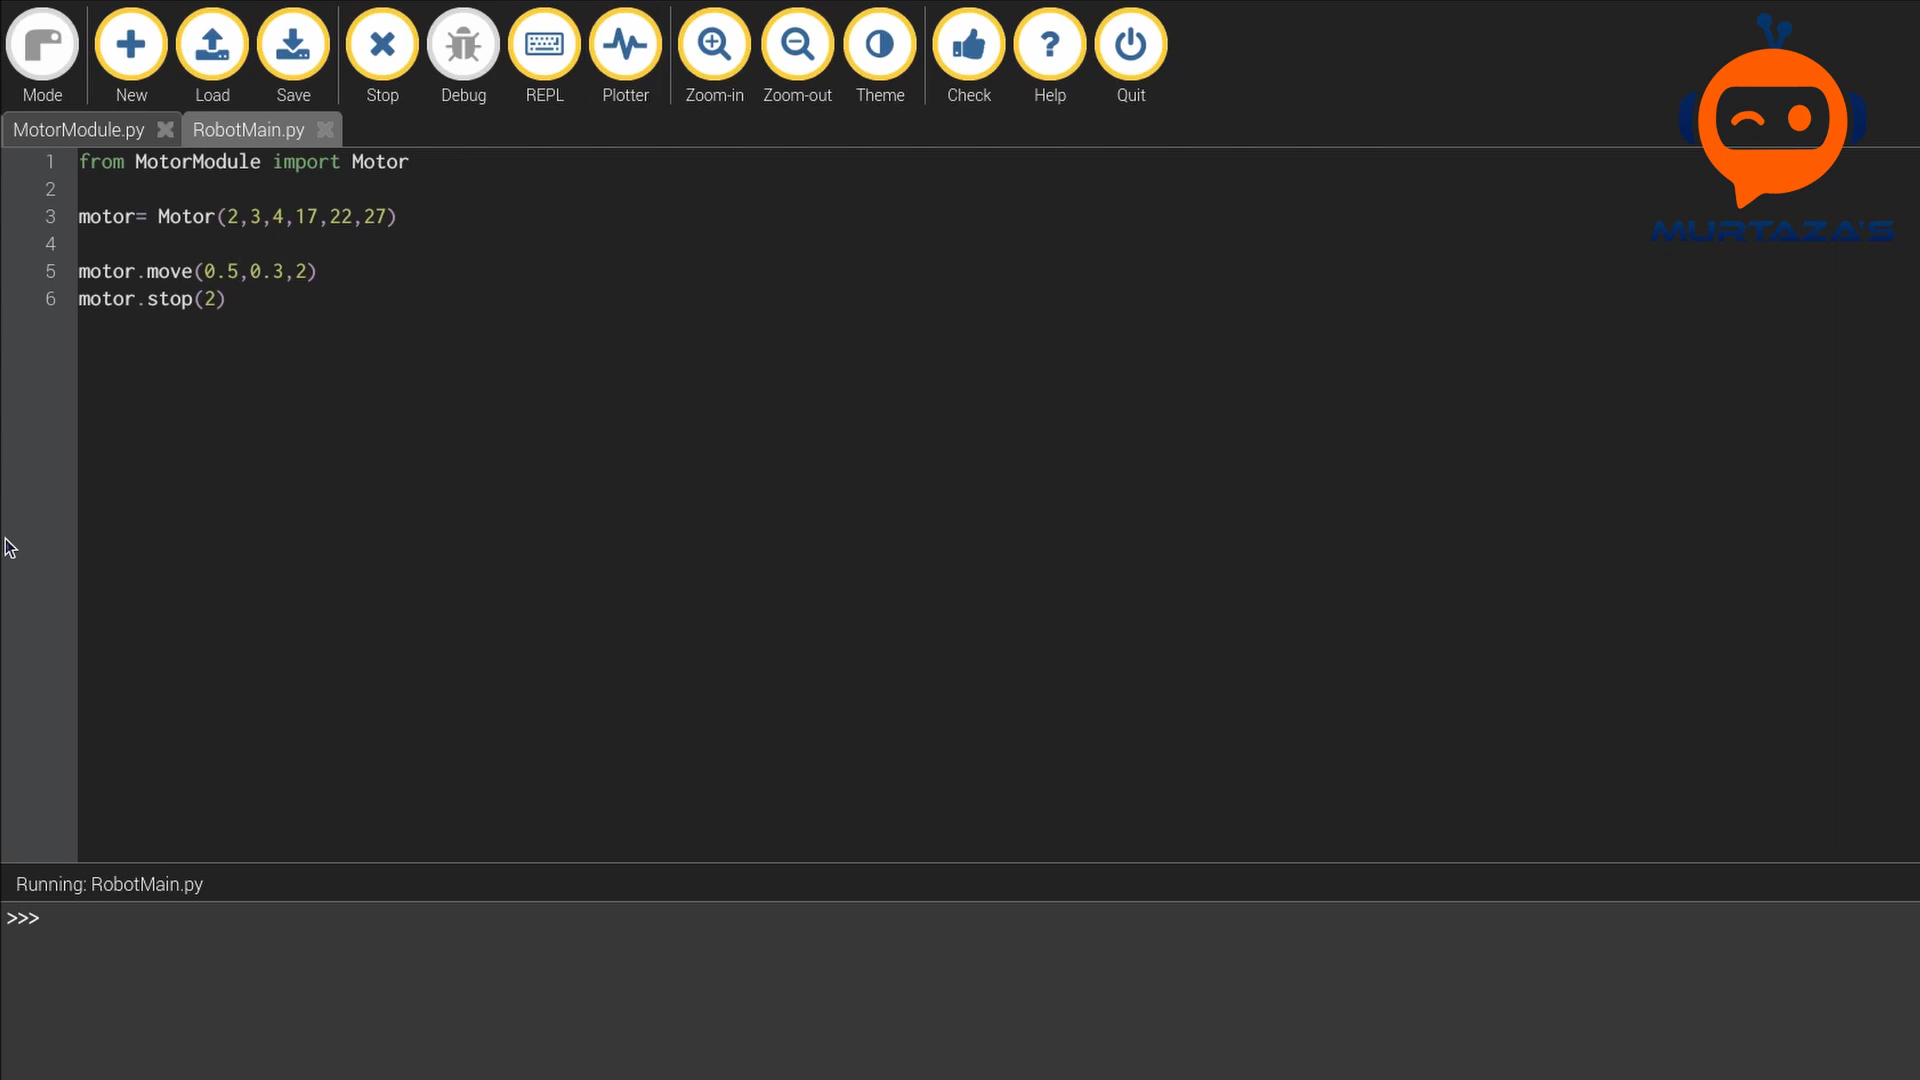 Mode New Load Save Stop Debug REPL Plotter Zoom-in Zoom-out Theme Check Help Quit
MotorModule.py RobotMain.py
1 from MotorModule import Motor
2
3 motor= Motor(2,3,4,17,22,27)
4
5 motor.move(0.5,0.3,2)
6 motor.stop(2)
MURTAZA'S
Running: RobotMain.py
>>>